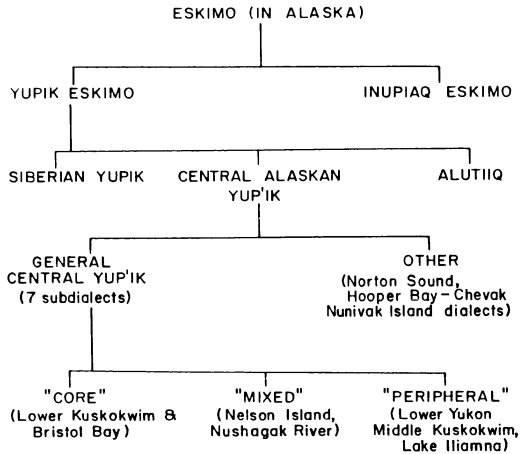 ESKIMO (IN ALASKA)
YUPIK ESKIMO
INUPIAQ ESKIMO
SIBERIAN YUPIK
CENTRAL ALASKAN
YUP'IK
ALUTIIQ
GENERAL
CENTRAL YUP'IK
(7 subdialects)
OTHER
(Norton Sound,
Hooper Bay-Chevak
Nunivak Island dialects)
"CORE"
(Lower Kuskokwim &
Bristol Bay)
"MIXED"
(Nelson Island,
Nushagak River)
"PERIPHERAL"
(Lower Yukon
Middle Kuskokwim,
Lake Iliamna)